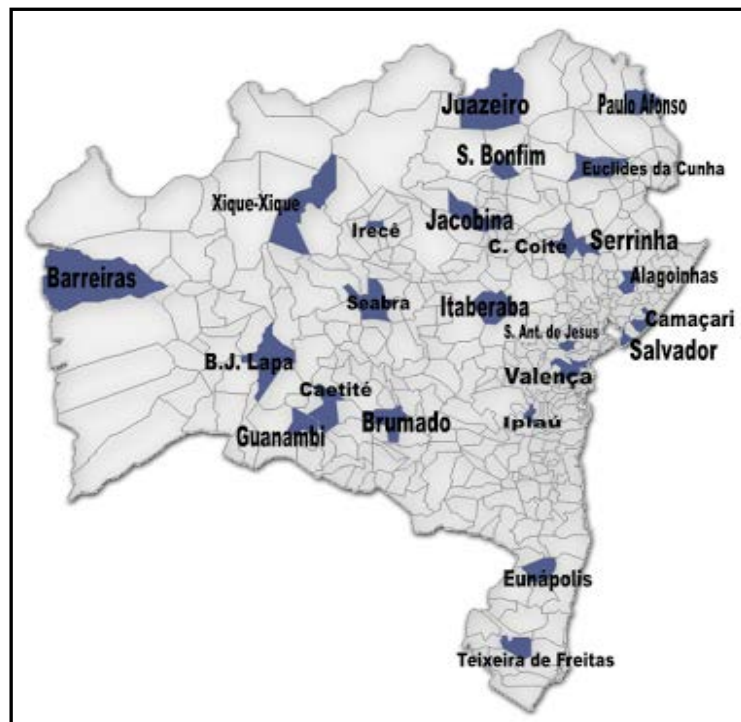 Juazeiro
Paulo Afonso
S. Bonfim
Euclides da Cunha
Xique-Xique
Jacobina
Irecê
C. Coité
Serrinha
Barreiras
Alagoinhas
Seabra
Itaberaba
Camaçari
S. Ant. de Jesus
Salvador
B.J. Lapa
Valença
Caetité
Guanambi
Brumado
Ipiaú
Eunápolis
Teixeira de Freitas